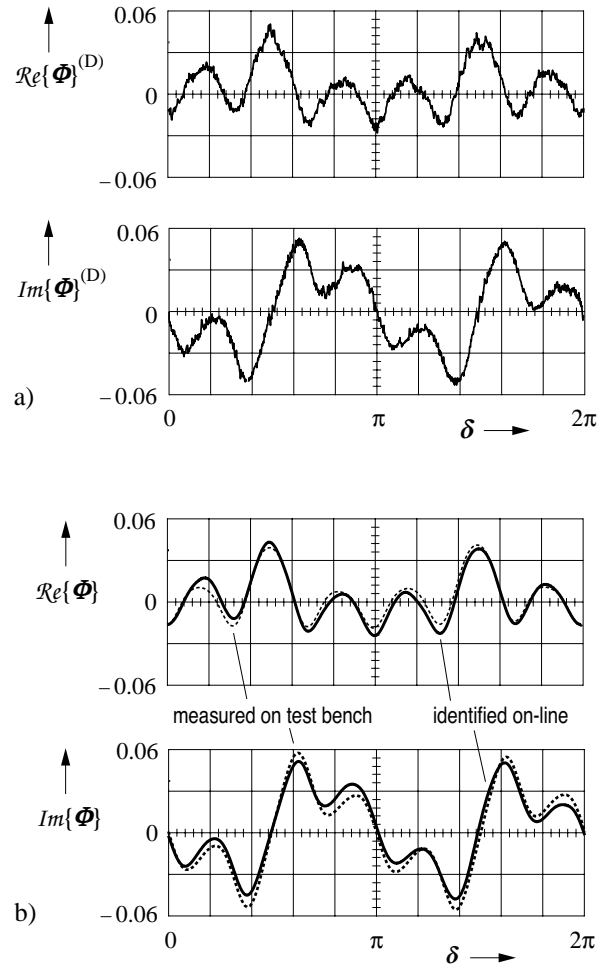 0.06
Re{Φ}(D)
0
−0.06
0.06
Im{Φ}(D)
0
−0.06
a)
0
π
δ
2π
0.06
Re{Φ}
0
−0.06
measured on test bench
identified on-line
0.06
Im{Φ}
0
−0.06
b)
0
π
δ
2π